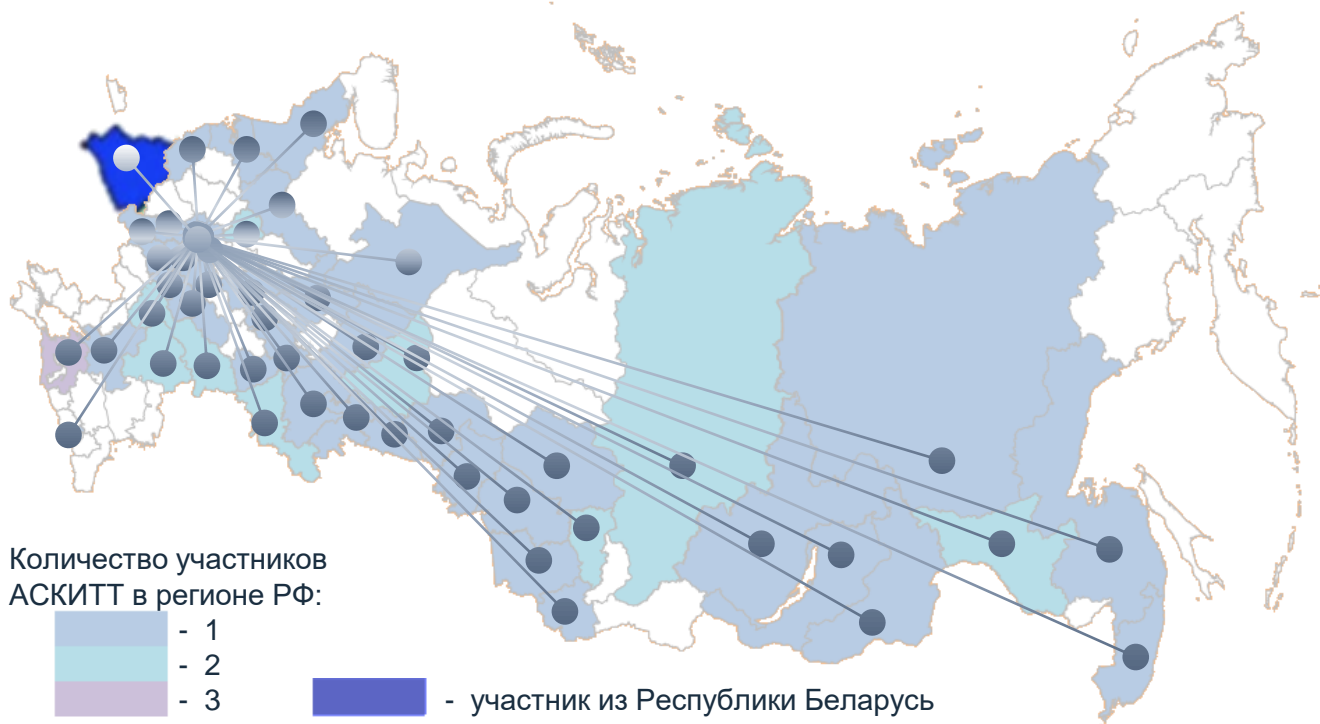 Количество участников
АСКИТТ в регионе РФ:
- 1
- 2
- 3
- участник из Республики Беларусь